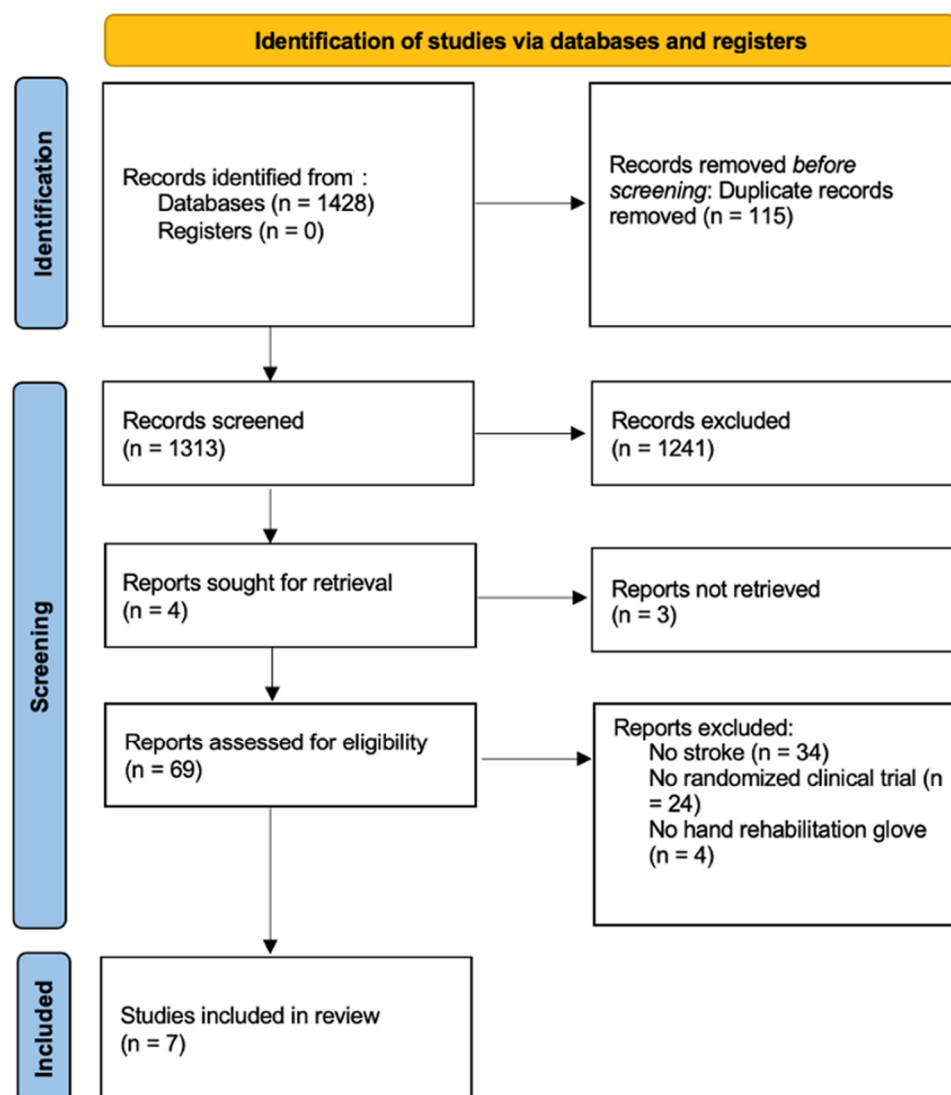 Identification of studies via databases and registers
Identification
Records identified from :
Databases (n = 1428)
Registers (n = 0)
Records removed before
screening: Duplicate records
removed (n = 115)
Screening
Records screened
(n = 1313)
Records excluded
(n = 1241)
Reports sought for retrieval
(n = 4)
Reports not retrieved
(n = 3)
Reports assessed for eligibility
(n = 69)
Reports excluded:
No stroke (n = 34)
No randomized clinical trial (n
= 24)
No hand rehabilitation glove
(n = 4)
Included
Studies included in review
(n = 7)